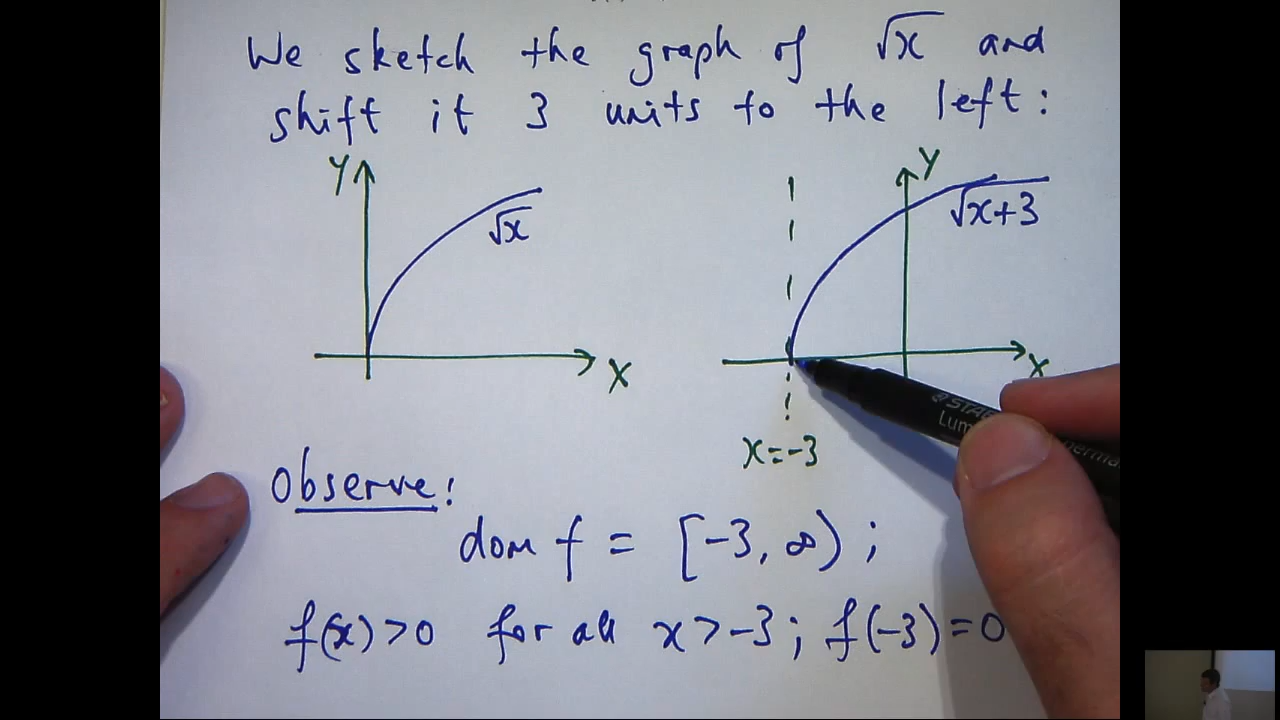 We sketch the graph of √x and
shift it 3 units to the left:
y
√x
x
y
√x+3
x
x=-3
Observe:
dom f = [-3, ∞);
f(x)>0 for all x>-3; f(-3)=0